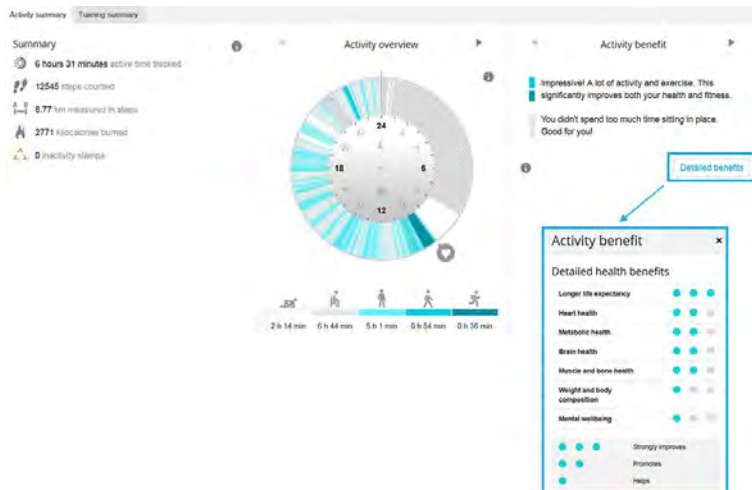 Activity summary
Training summary
Summary
6 hours 31 minutes active time tracked
12545 steps counted
8.77 km measured in steps
2771 kilocalories burned
0 inactivity stamps
Activity overview
24
18
6
12
2 h 14 min
6 h 44 min
5 h 1 min
0 h 54 min
0 h 36 min
Activity benefit
Impressive! A lot of activity and exercise. This
significantly improves both your health and fitness.
You didn't spend too much time sitting in place.
Good for you!
Detailed benefits
Activity benefit
×
Detailed health benefits
Longer life expectancy
Heart health
Metabolic health
Brain health
Muscle and bone health
Weight and body
composition
Mental wellbeing
Strongly improves
Promotes
Helps